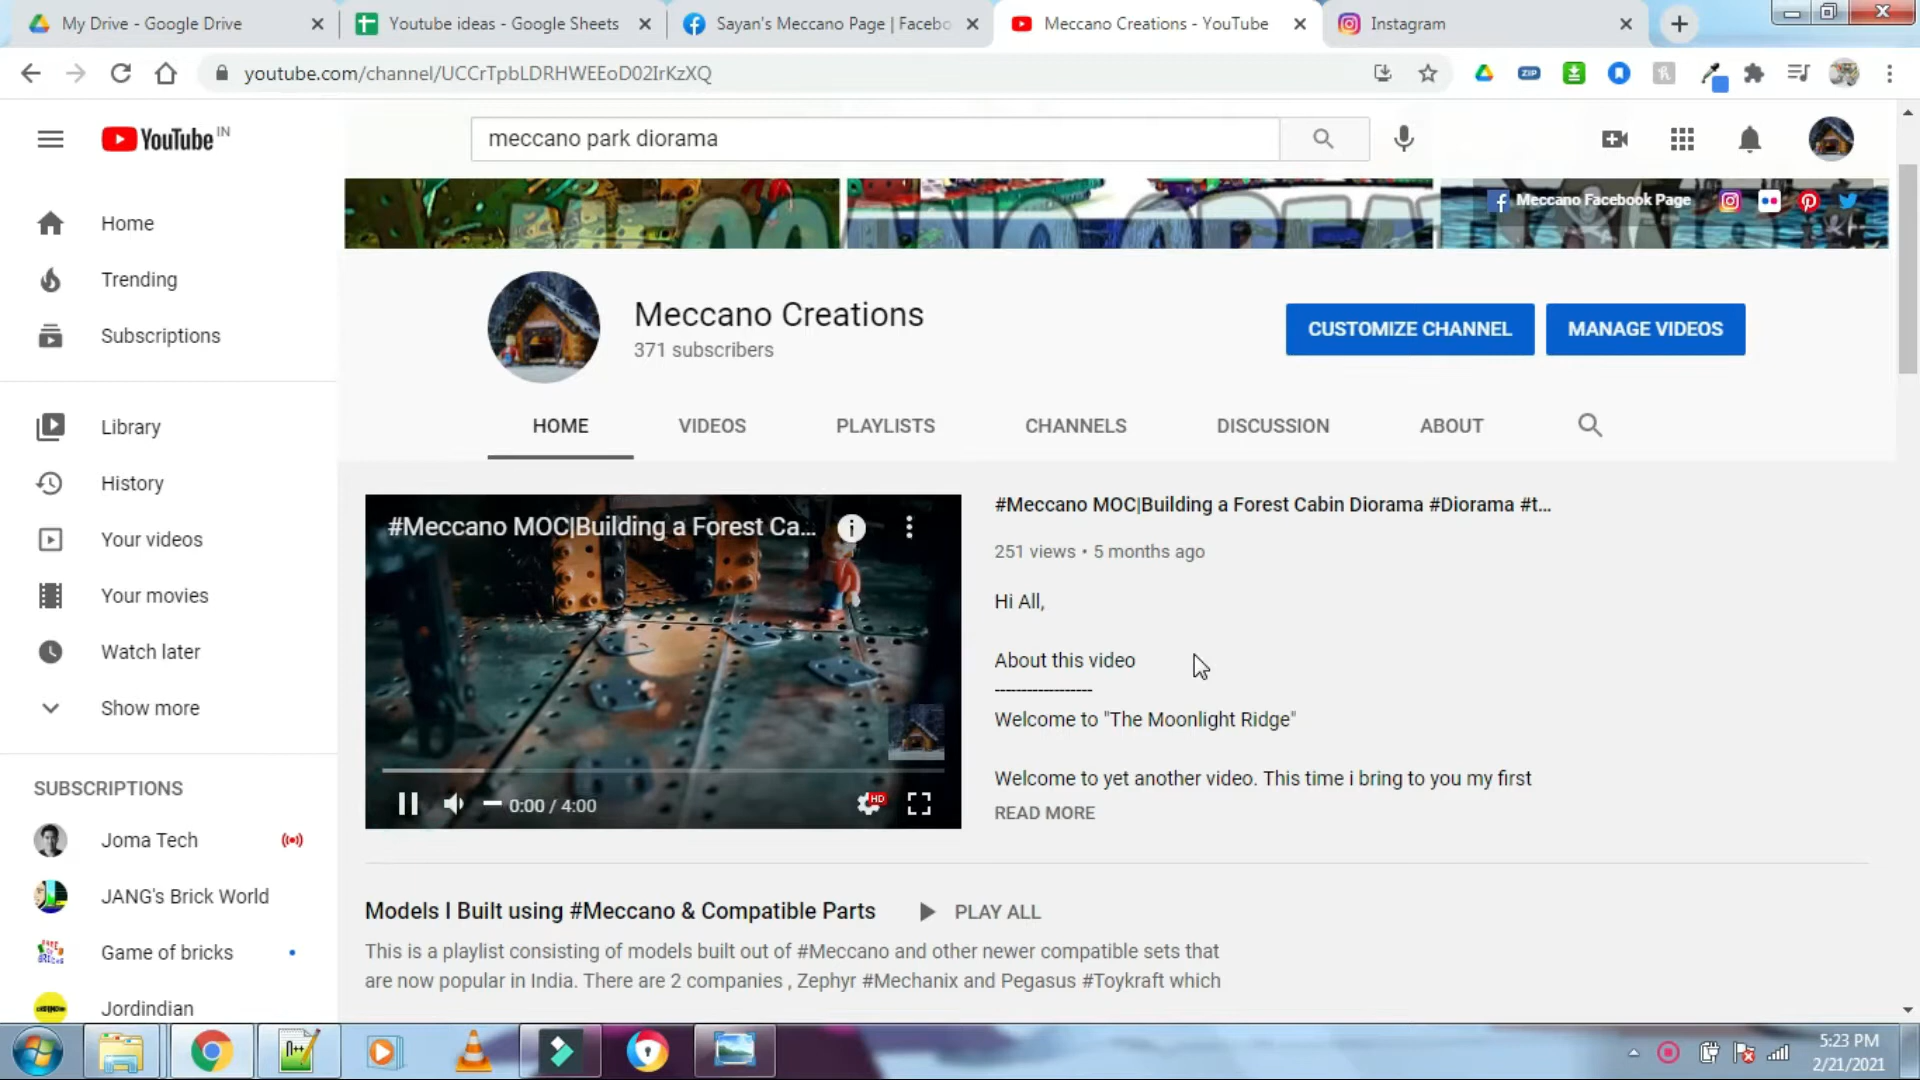 My Drive - Google Drive
Youtube ideas - Google Sheets
Sayan's Meccano Page | Facebo
Meccano Creations - YouTube
Instagram
youtube.com/channel/UCCrTpbLDRHWEEoD02IrKzXQ
ZIP
YouTube IN
meccano park diorama
MECCANO CREATIONS
Meccano Facebook Page
Home
Trending
Subscriptions
Library
History
Your videos
Your movies
Watch later
Show more
SUBSCRIPTIONS
Joma Tech
JANG's Brick World
Game of bricks
Jordindian
Meccano Creations
371 subscribers
CUSTOMIZE CHANNEL
MANAGE VIDEOS
HOME
VIDEOS
PLAYLISTS
CHANNELS
DISCUSSION
ABOUT
#Meccano MOC|Building a Forest Ca...
0:00 / 4:00
HD
#Meccano MOC|Building a Forest Cabin Diorama #Diorama #t...
251 views • 5 months ago
Hi All,
About this video
------------------
Welcome to "The Moonlight Ridge"
Welcome to yet another video. This time i bring to you my first
READ MORE
Models I Built using #Meccano & Compatible Parts
PLAY ALL
This is a playlist consisting of models built out of #Meccano and other newer compatible sets that
are now popular in India. There are 2 companies , Zephyr #Mechanix and Pegasus #Toykraft which
5:23 PM
2/21/2021